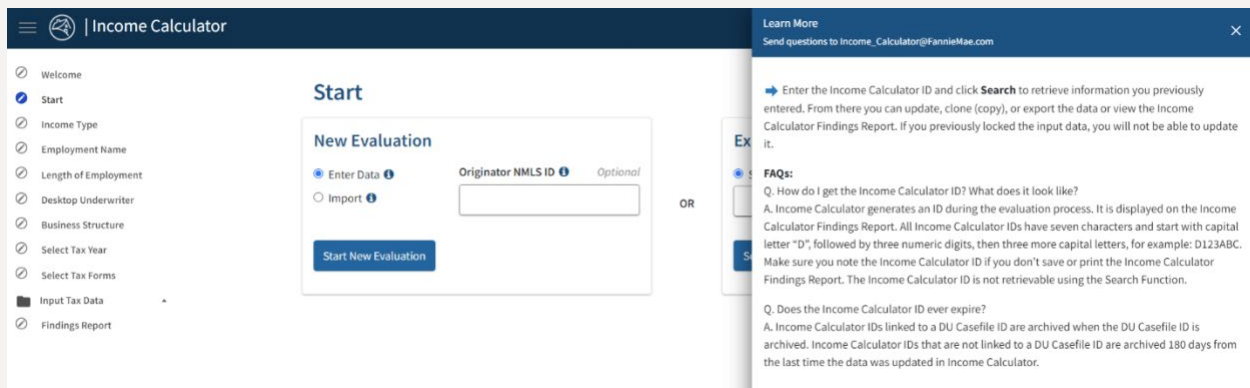 | Income Calculator
Welcome
Start
Income Type
Employment Name
Length of Employment
Desktop Underwriter
Business Structure
Select Tax Year
Select Tax Forms
Input Tax Data
Findings Report
Start
New Evaluation
Enter Data
Import
Originator NMLS ID
Optional
Start New Evaluation
OR
Ex
Learn More
Send questions to Income_Calculator@FannieMae.com
Enter the Income Calculator ID and click Search to retrieve information you previously
entered. From there you can update, clone (copy), or export the data or view the Income
Calculator Findings Report. If you previously locked the input data, you will not be able to update
it.
FAQs:
Q. How do I get the Income Calculator ID? What does it look like?
A. Income Calculator generates an ID during the evaluation process. It is displayed on the Income
Calculator Findings Report. All Income Calculator IDs have seven characters and start with capital
letter “D”, followed by three numeric digits, then three more capital letters, for example: D123ABC.
Make sure you note the Income Calculator ID if you don’t save or print the Income Calculator
Findings Report. The Income Calculator ID is not retrievable using the Search Function.
Q. Does the Income Calculator ID ever expire?
A. Income Calculator IDs linked to a DU Casefile ID are archived when the DU Casefile ID is
archived. Income Calculator IDs that are not linked to a DU Casefile ID are archived 180 days from
the last time the data was updated in Income Calculator.